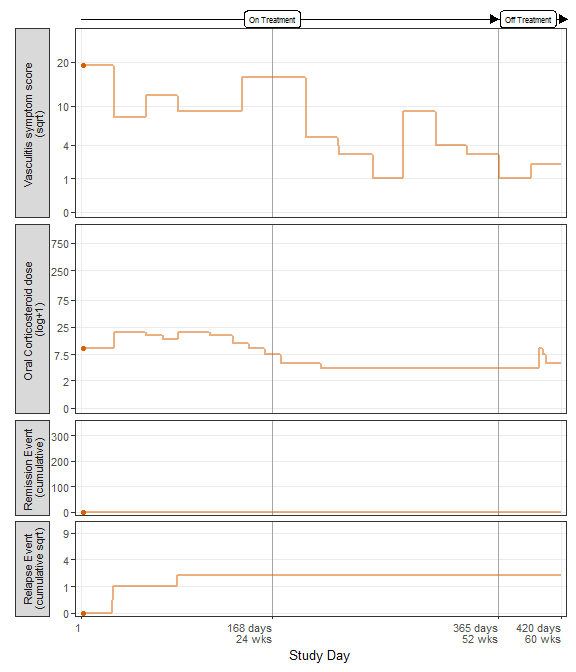 On Treatment
Off Treatment
Vasculitis symptom score
(sqrt)
20
10
4
1
0
Oral Corticosteroid dose
(log+1)
750
250
75
25
7.5
2
0
Remission Event
(cumulative)
300
200
100
0
Relapse Event
(cumulative sqrt)
9
4
1
0
1
168 days
24 wks
365 days
52 wks
420 days
60 wks
Study Day